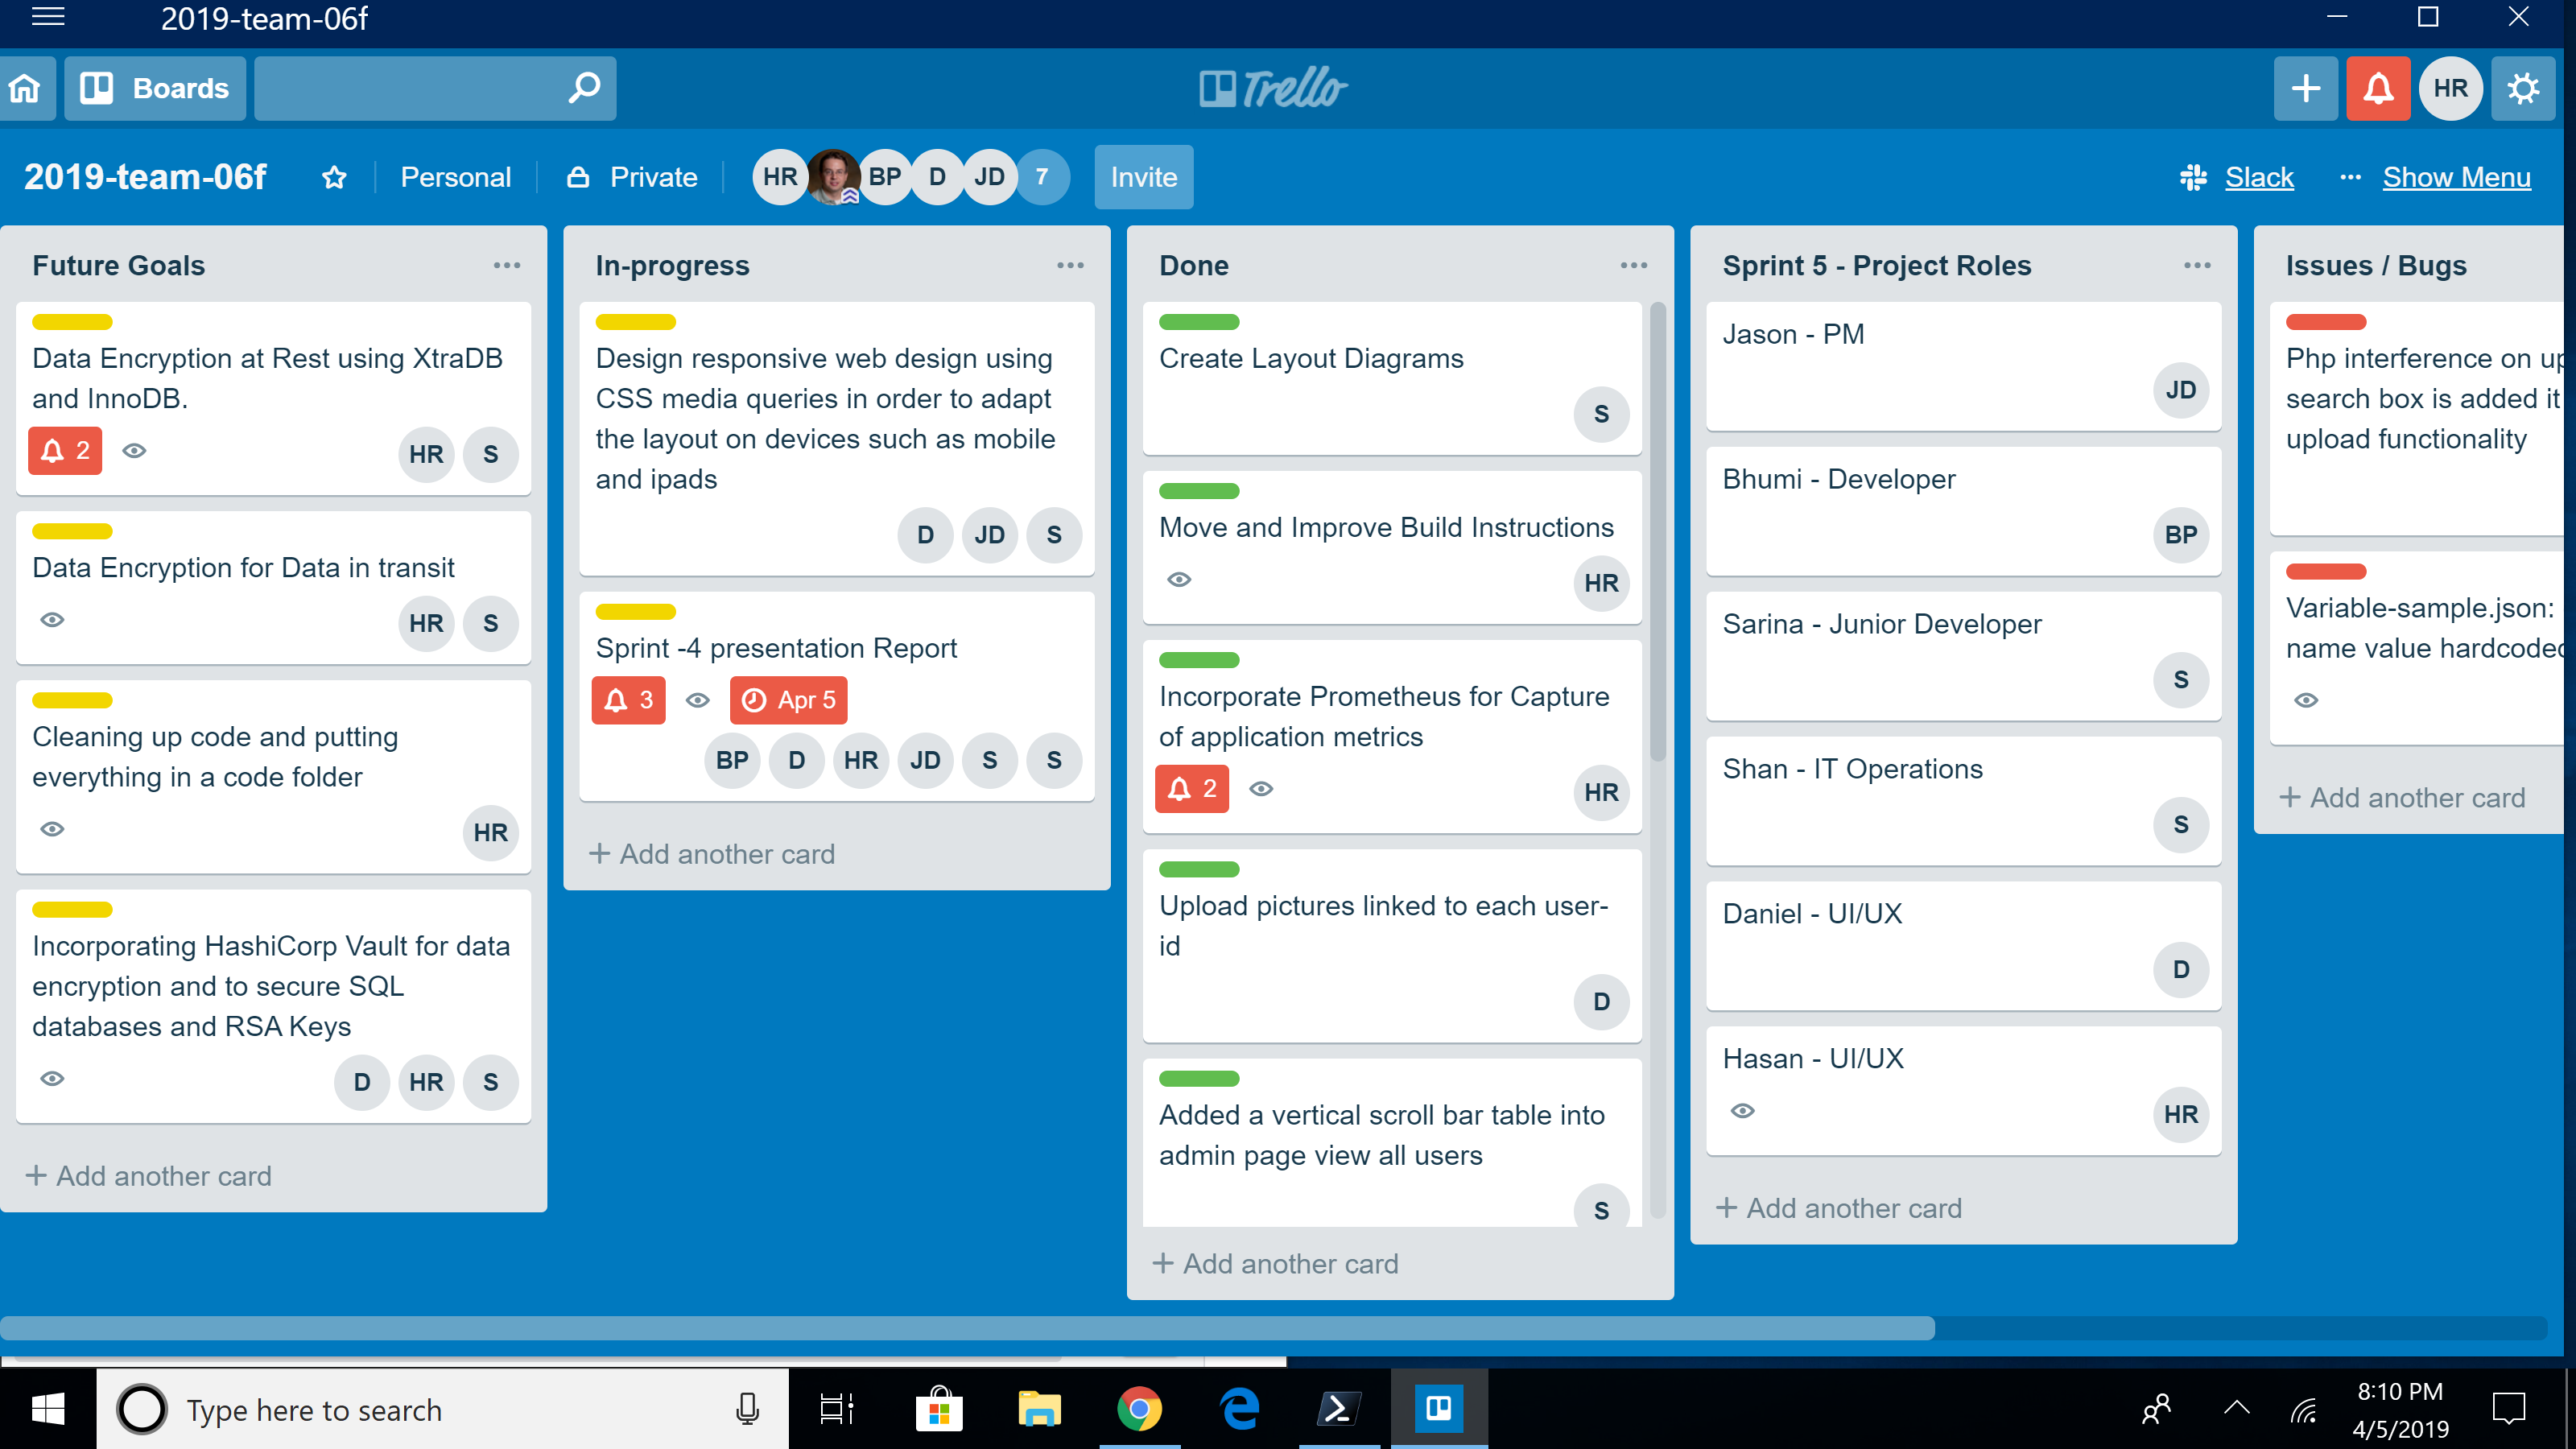 2019-team-06f
Boards
Trello
HR
2019-team-06f
Personal
Private
HR
BP
D
JD
7
Invite
Slack
Show Menu
Future Goals
Data Encryption at Rest using XtraDB
and InnoDB.
2
HR
S
Data Encryption for Data in transit
HR
S
Cleaning up code and putting
everything in a code folder
HR
Incorporating HashiCorp Vault for data
encryption and to secure SQL
databases and RSA Keys
D
HR
S
+ Add another card
In-progress
Design responsive web design using
CSS media queries in order to adapt
the layout on devices such as mobile
and ipads
D
JD
S
Sprint -4 presentation Report
3
Apr 5
BP
D
HR
JD
S
S
+ Add another card
Done
Create Layout Diagrams
S
Move and Improve Build Instructions
HR
Incorporate Prometheus for Capture
of application metrics
2
HR
Upload pictures linked to each user-
id
D
Added a vertical scroll bar table into
admin page view all users
S
+ Add another card
Sprint 5 - Project Roles
Jason - PM
JD
Bhumi - Developer
BP
Sarina - Junior Developer
S
Shan - IT Operations
S
Daniel - UI/UX
D
Hasan - UI/UX
HR
+ Add another card
Issues / Bugs
Php interference on up
search box is added it
upload functionality
Variable-sample.json:
name value hardcoded
+ Add another card
Type here to search
8:10 PM
4/5/2019